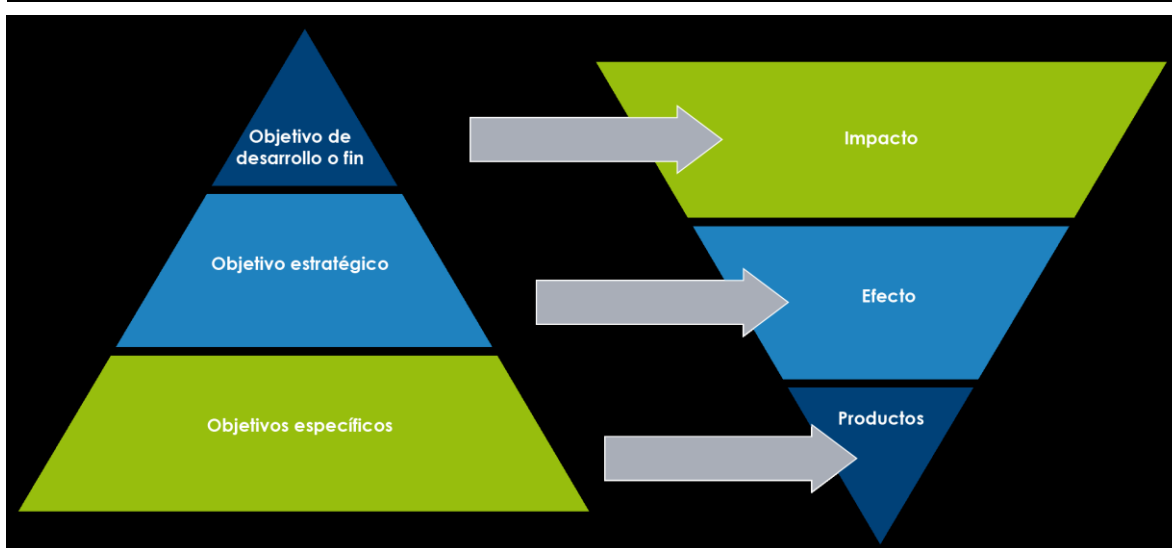 Objetivo de
desarrollo o fin
Impacto
Objetivo estratégico
Efecto
Objetivos específicos
Productos